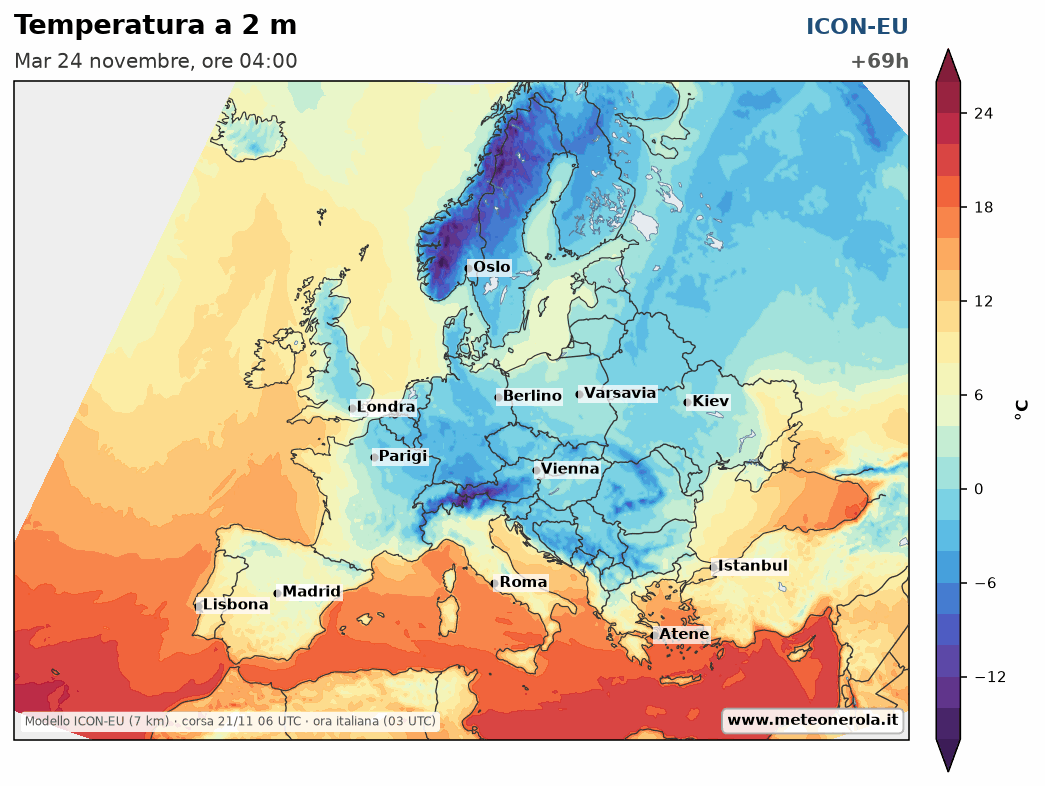 Temperatura a 2 m
ICON-EU
Mar 24 novembre, ore 04:00
+69h
24
18
12
6
0
−6
−12
°C
Oslo
Berlino
Varsavia
Kiev
Londra
Parigi
Vienna
Istanbul
Roma
Madrid
Lisbona
Atene
Modello ICON-EU (7 km) · corsa 21/11 06 UTC · ora italiana (03 UTC)
www.meteonerola.it